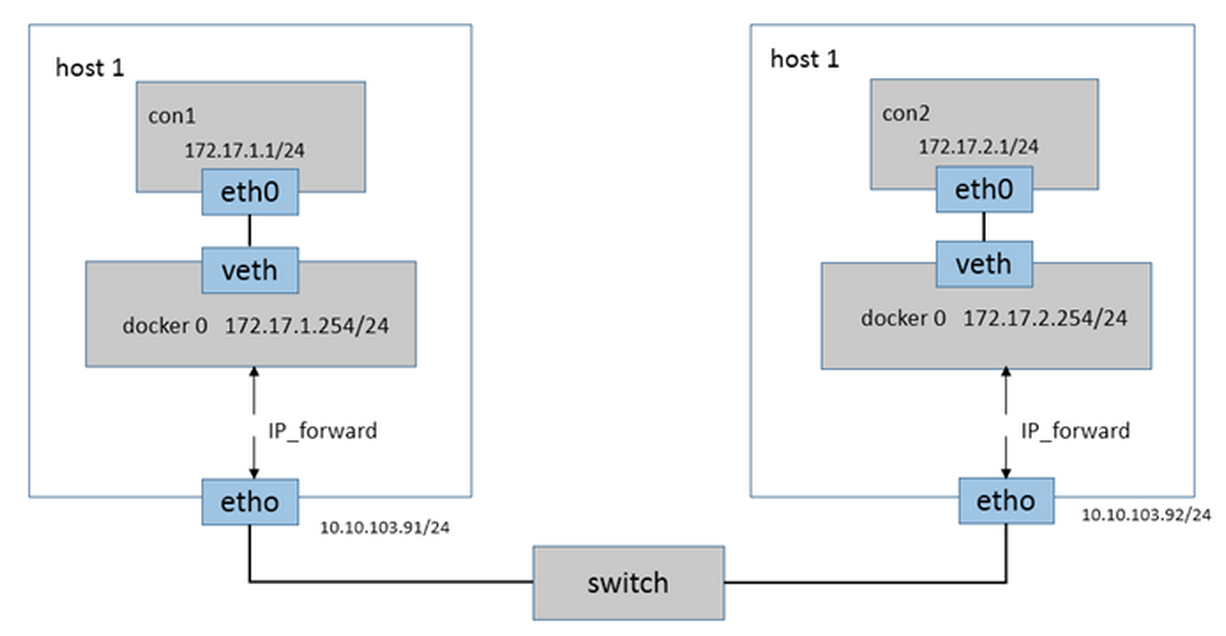 host 1
con1
172.17.1.1/24
eth0
veth
docker 0 172.17.1.254/24
IP_forward
etho
10.10.103.91/24
host 1
con2
172.17.2.1/24
eth0
veth
docker 0 172.17.2.254/24
IP_forward
etho
10.10.103.92/24
switch